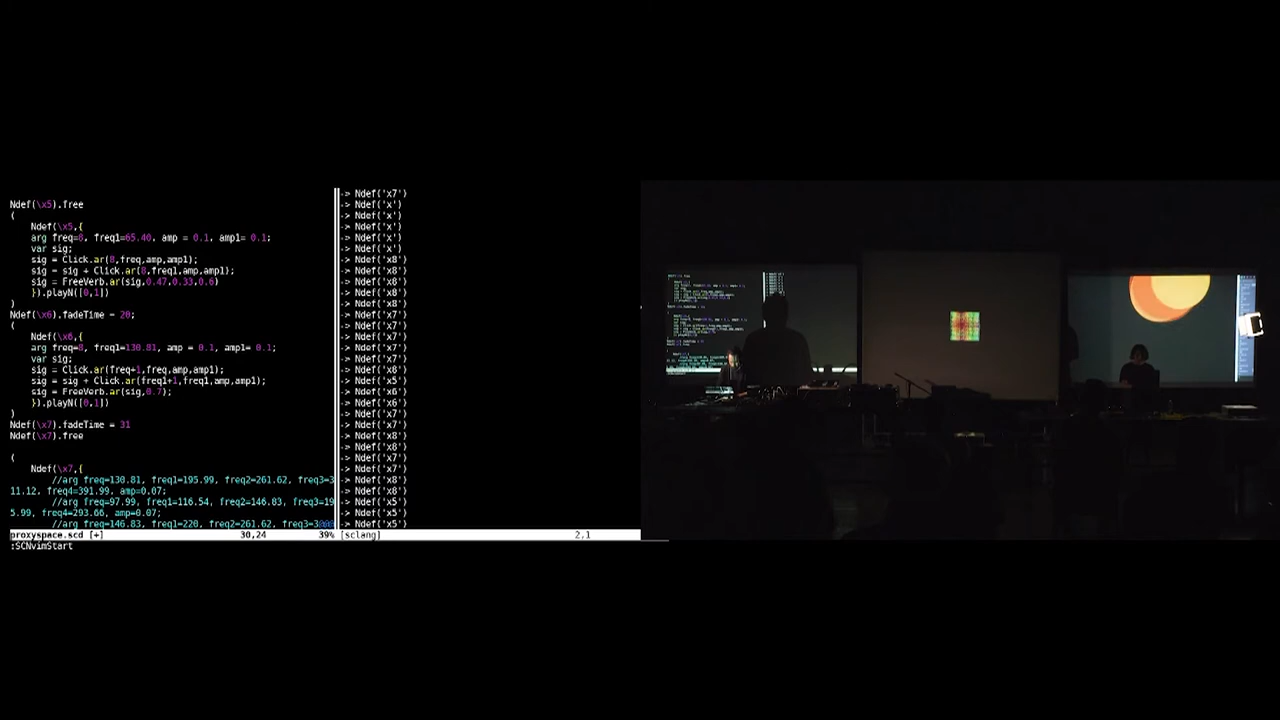 Ndef(\x5).free
(
Ndef(\x5,{
arg freq=8, freq1=65.40, amp = 0.1, amp1= 0.1;
var sig;
sig = Click.ar(8,freq,amp,amp1);
sig = sig + Click.ar(8,freq1,amp,amp1);
sig = FreeVerb.ar(sig,0.47,0.33,0.6)
}).playN([0,1])
)
Ndef(\x6).fadeTime = 20;
(
Ndef(\x6,{
arg freq=8, freq1=130.81, amp = 0.1, amp1= 0.1;
var sig;
sig = Click.ar(freq+1,freq,amp,amp1);
sig = sig + Click.ar(freq1+1,freq1,amp,amp1);
sig = FreeVerb.ar(sig,0.7);
}).playN([0,1])
)
Ndef(\x7).fadeTime = 31
Ndef(\x7).free
(
Ndef(\x7,{
//arg freq=130.81, freq1=195.99, freq2=261.62, freq3=3
11.12, freq4=391.99, amp=0.07;
//arg freq=97.99, freq1=116.54, freq2=146.83, freq3=19
5.99, freq4=293.66, amp=0.07;
//arg freq=146.83, freq1=220, freq2=261.62,
proxyspace.scd [+] 30,24 39%
:SCNvimStart
-> Ndef('x7')
-> Ndef('x')
-> Ndef('x')
-> Ndef('x')
-> Ndef('x')
-> Ndef('x')
-> Ndef('x8')
-> Ndef('x8')
-> Ndef('x8')
-> Ndef('x8')
-> Ndef('x8')
-> Ndef('x7')
-> Ndef('x7')
-> Ndef('x7')
-> Ndef('x7')
-> Ndef('x8')
-> Ndef('x8')
-> Ndef('x5')
-> Ndef('x6')
-> Ndef('x6')
-> Ndef('x7')
-> Ndef('x7')
-> Ndef('x8')
-> Ndef('x8')
-> Ndef('x7')
-> Ndef('x7')
-> Ndef('x8')
-> Ndef('x8')
-> Ndef('x5')
-> Ndef('x5')
-> Ndef('x5')
[sclang] 2,1